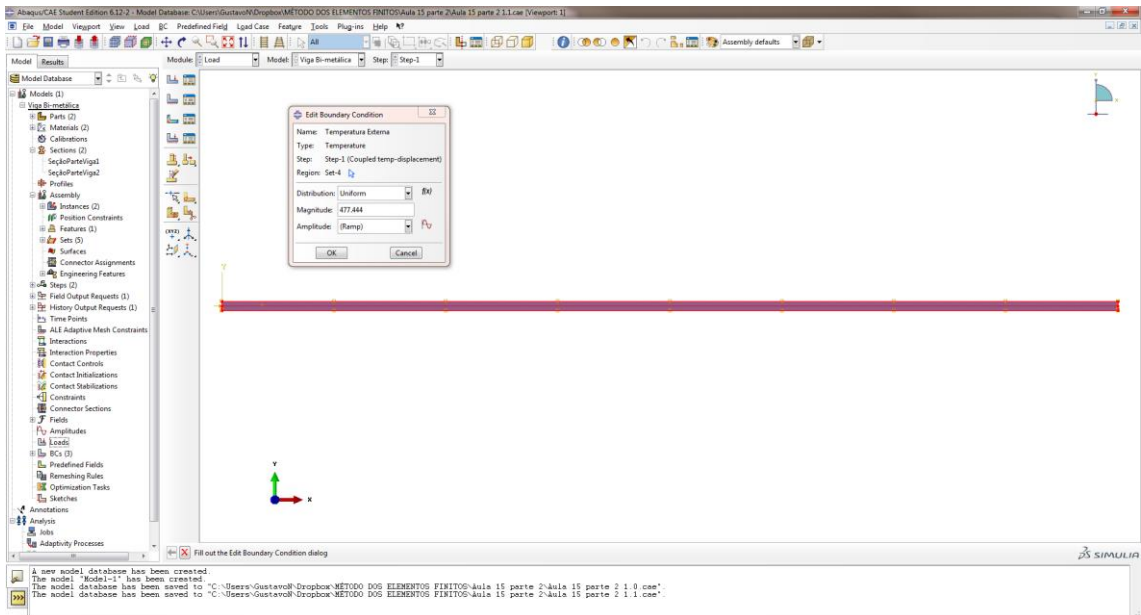 Abaqus/CAE Student Edition 6.12-2 - Model Database: C:\Users\GustavoN\Dropbox\MÉTODO DOS ELEMENTOS FINITOS\Aula 15 parte 2\Aula 15 parte 2 1.1.cae [Viewport: 1]
File Model Viewport View Load BC Predefined Field Load Case Feature Tools Plug-ins Help
All
Assembly defaults
Model Results
Module: Load Model: Viga Bi-metálica Step: Step-1
Model Database
Models (1)
Viga Bi-metálica
Parts (2)
Materials (2)
Calibrations
Sections (2)
SeçãoParteViga1
SeçãoParteViga2
Profiles
Assembly
Instances (2)
Position Constraints
Features (1)
Sets (5)
Surfaces
Connector Assignments
Engineering Features
Steps (2)
Field Output Requests (1)
History Output Requests (1)
Time Points
ALE Adaptive Mesh Constraints
Interactions
Interaction Properties
Contact Controls
Contact Initializations
Contact Stabilizations
Constraints
Connector Sections
Fields
Amplitudes
Loads
BCs (3)
Predefined Fields
Remeshing Rules
Optimization Tasks
Sketches
Annotations
Analysis
Jobs
Adaptivity Processes
Edit Boundary Condition
Name: Temperatura Externa
Type: Temperature
Step: Step-1 (Coupled temp-displacement)
Region: Set-4
Distribution: Uniform f(x)
Magnitude: 477.444
Amplitude: (Ramp)
OK Cancel
Y
Y
X
Fill out the Edit Boundary Condition dialog
SIMULIA
A new model database has been created.
The model "Model-1" has been created.
The model database has been saved to "C:\Users\GustavoN\Dropbox\MÉTODO DOS ELEMENTOS FINITOS\Aula 15 parte 2\Aula 15 parte 2 1.0.cae".
The model database has been saved to "C:\Users\GustavoN\Dropbox\MÉTODO DOS ELEMENTOS FINITOS\Aula 15 parte 2\Aula 15 parte 2 1.1.cae".